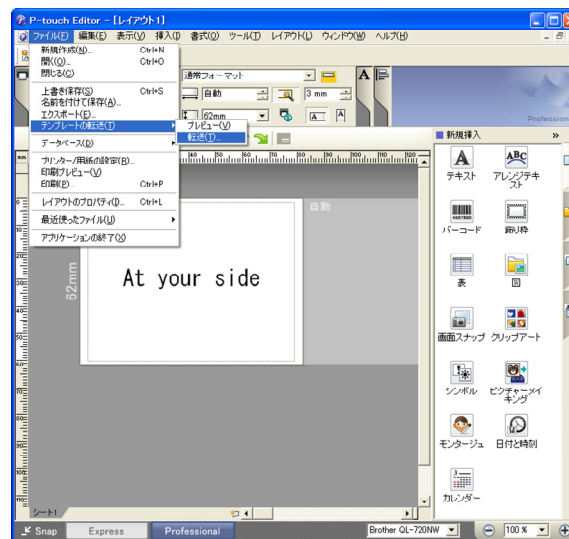 P-touch Editor - [レイアウト1]
ファイル(F) 編集(E) 表示(V) 挿入(I) 書式(O) ツール(T) レイアウト(L) ウィンドウ(W) ヘルプ(H)
新規作成(N)... Ctrl+N
開く(O)... Ctrl+O
閉じる(C)
上書き保存(S) Ctrl+S
名前を付けて保存(A)...
エクスポート(E)...
テンプレートの転送(T)
プレビュー(V)
転送(T)...
データベース(D)
プリンター/用紙の設定(R)...
印刷プレビュー(V)
印刷(P)... Ctrl+P
レイアウトのプロパティ(I)... Ctrl+L
最近使ったファイル(U)
アプリケーションの終了(X)
通常フォーマット
自動 3 mm
62mm
A
Profession
新規挿入
テキスト アレンジテキスト
バーコード 飾り枠
表 図
画面スナップ クリップアート
シンボル ピクチャーメイキング
モンタージュ 日付と時刻
カレンダー
自動
62mm
At your side
シート1
Snap Express Professional Brother QL-720NW 100 %